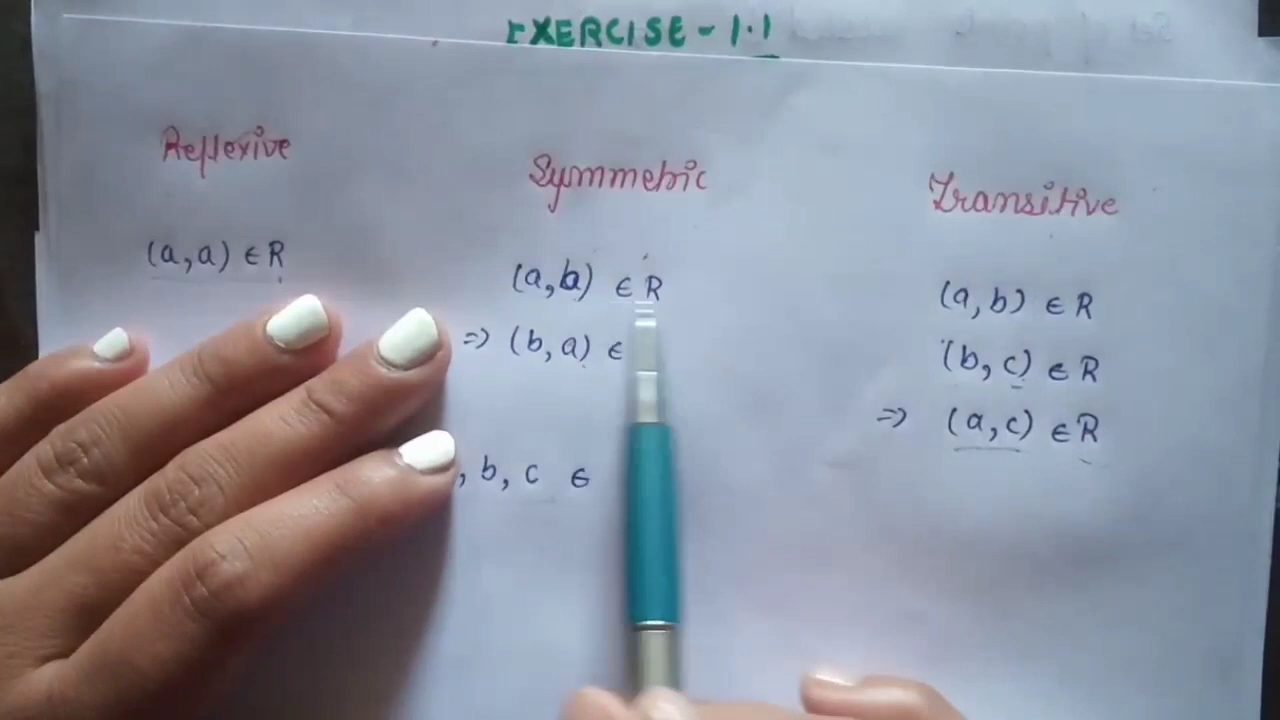 EXERCISE - 1.1
Reflexive
(a,a) ∈ R
Symmetric
(a,b) ∈ R
⇒ (b,a) ∈
, b, c ∈
Transitive
(a,b) ∈ R
(b,c) ∈ R
⇒ (a,c) ∈ R